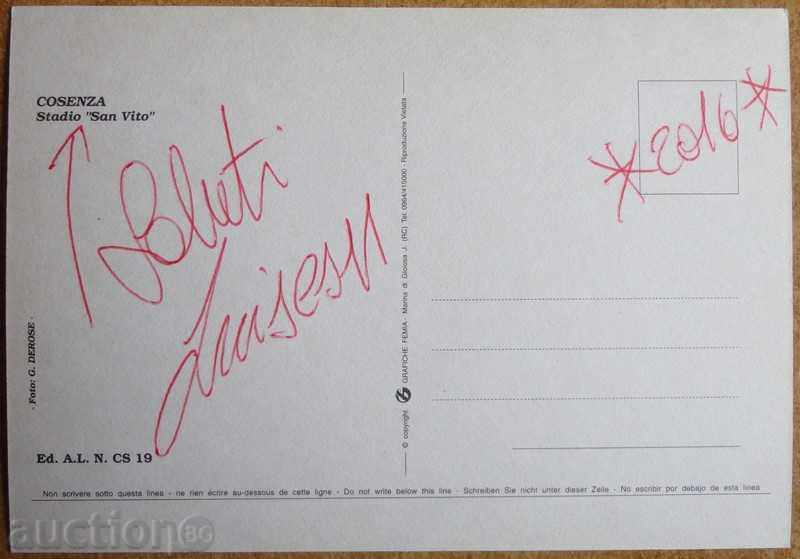 COSENZA
Stadio "San Vito"
Saluti
*2016*
· Foto: G. DEROSE ·
© copyright GRAFICHE FEMIA - Marina di Gioiosa J. (RC) Tel. 0964/415000 - Riproduzione Vietata
Ed. A.L. N. CS 19
Non scrivere sotto questa linea - ne rien écrire au-dessous de cette ligne - Do not write below this line - Schreiben Sie nicht unter dieser Zeile - No escribir por debajo de esta linea
auction BG